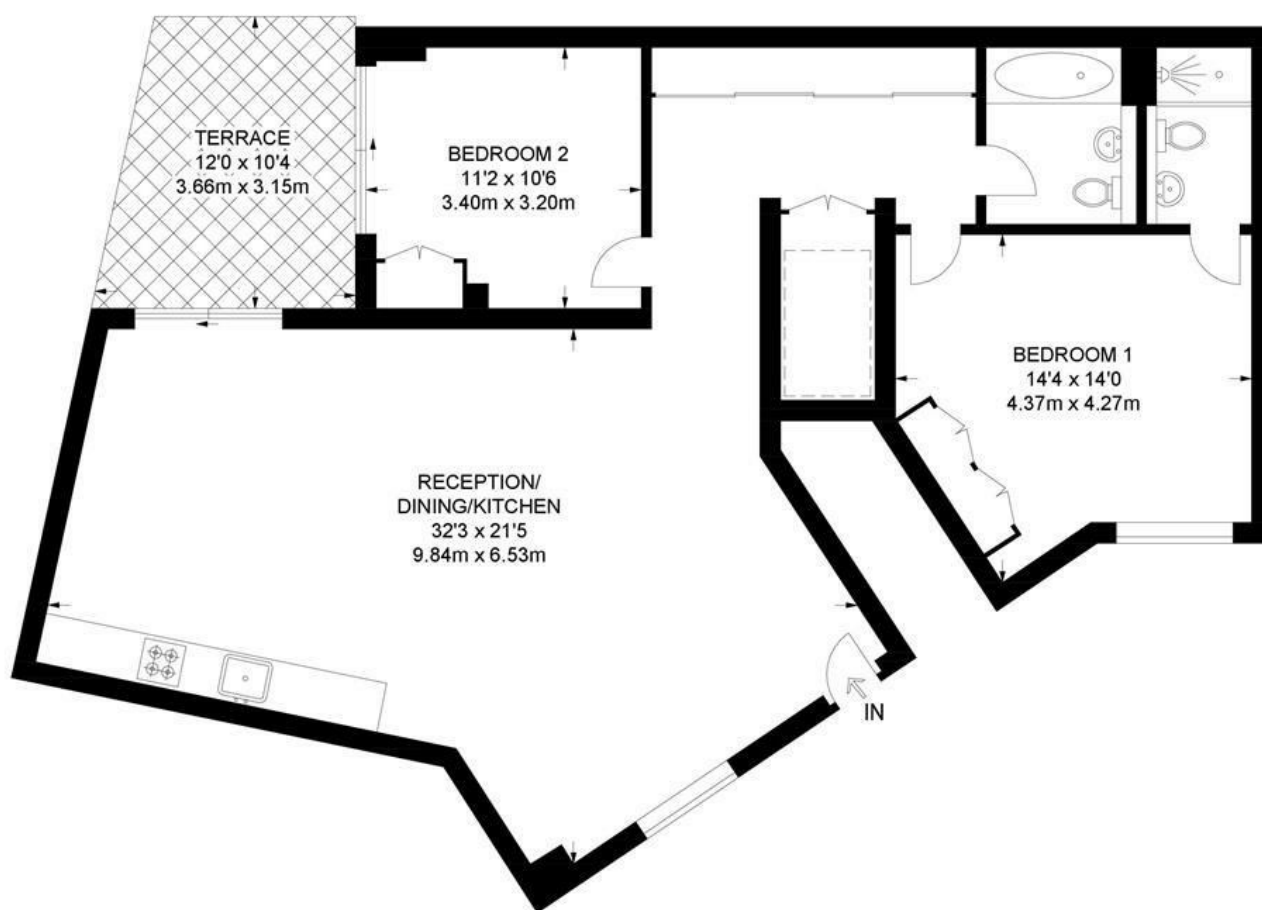 TERRACE
12'0 x 10'4
3.66m x 3.15m
BEDROOM 2
11'2 x 10'6
3.40m x 3.20m
BEDROOM 1
14'4 x 14'0
4.37m x 4.27m
RECEPTION/
DINING/KITCHEN
32'3 x 21'5
9.84m x 6.53m
IN